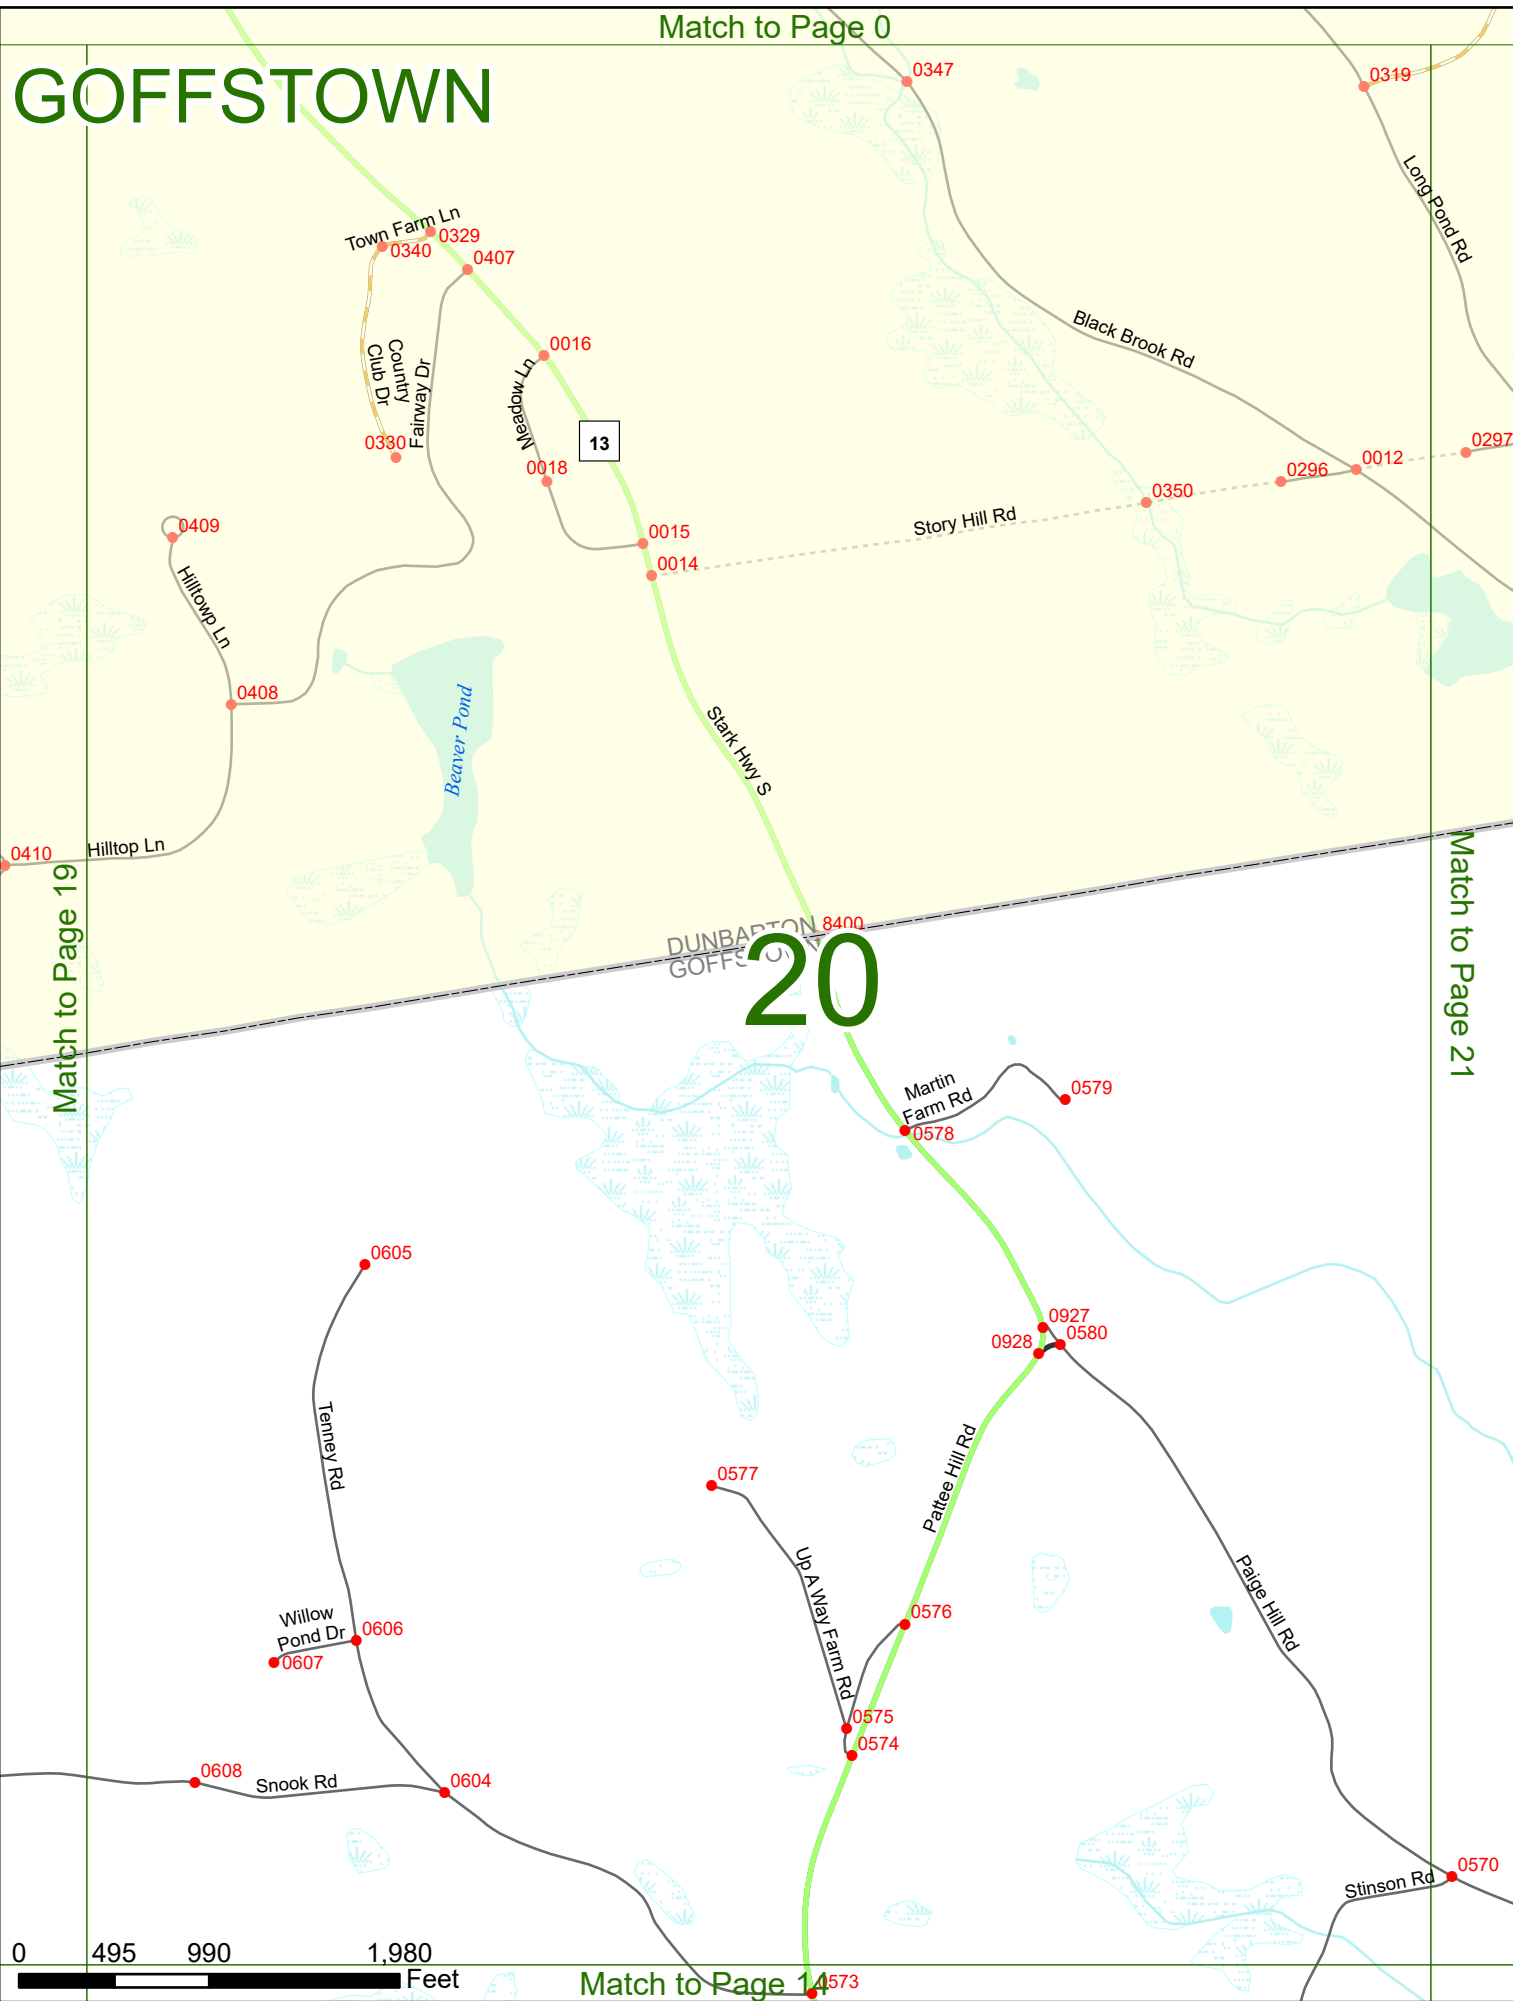 Match to Page 0
GOFFSTOWN
0347
0319
Long Pond Rd
Town Farm Ln
0329
0340
0407
Black Brook Rd
0016
Country
Club Dr
Fairway Dr
Meadow Ln
13
0330
0018
0297
0012
0296
0350
Story Hill Rd
0409
0015
0014
Hilltowp Ln
0408
Beaver Pond
Stark Hwy S
Hilltop Ln
0410
Match to Page 19
Match to Page 21
8400
DUNBARTON
20
Martin
Farm Rd
0579
0578
0605
0927
0580
0928
Tenney Rd
Pattee Hill Rd
0577
Up A Way Farm Rd
Paige Hill Rd
0576
Willow
Pond Dr
0606
0607
0575
0574
0608
Snook Rd
0604
0570
Stinson Rd
0 495 990 1,980
Feet
Match to Page 14
0573